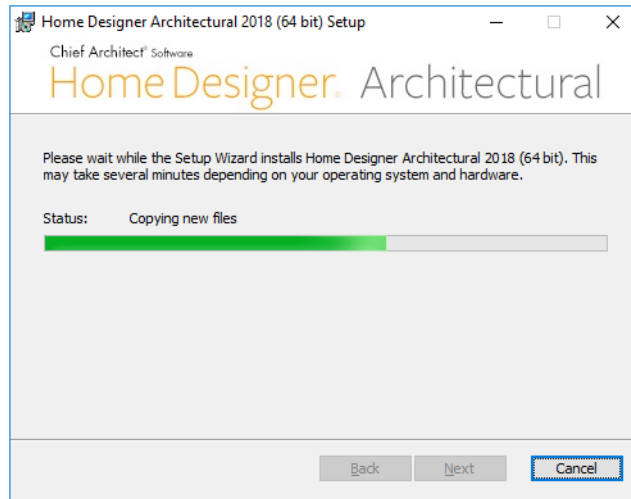 Home Designer Architectural 2018 (64 bit) Setup
Chief Architect® Software
Home Designer® Architectural
Please wait while the Setup Wizard installs Home Designer Architectural 2018 (64 bit). This
may take several minutes depending on your operating system and hardware.
Status: Copying new files
Back Next Cancel